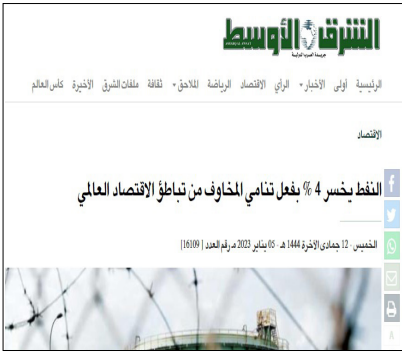 الشرق الأوسط
جريدة العرب الدولية
الرئيسية أولى الأخبار الرأي الاقتصاد الرياضة الملاحق ثقافة ملفات الشرق الأخيرة كأس العالم
الاقتصاد
النفط يخسر 4 % بفعل تنامي المخاوف من تباطؤ الاقتصاد العالمي
الخميس - 12 جمادى الآخرة 1444 هـ - 05 يناير 2023 مـ رقم العدد [ 16109]